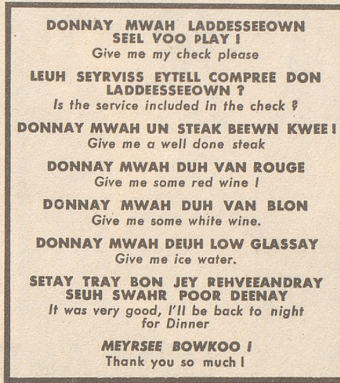 DONNAY MWAH LADDESSEEOWN
SEEL VOO PLAY !
Give me my check please
LEUH SEYRVISS EYTELL COMPREE DON
LADDEESSEEOWN ?
Is the service included in the check ?
DONNAY MWAH UN STEAK BEEWN KWEE !
Give me a well done steak
DONNAY MWAH DUH VAN ROUGE
Give me some red wine !
DONNAY MWAH DUH VAN BLON
Give me some white wine.
DONNAY MWAH DEUH LOW GLASSAY
Give me ice water.
SETAY TRAY BON JEY REHVEEANDRAY
SEUH SWAHR POOR DEENAY
It was very good, I'll be back to night
for Dinner
MEYRSEE BOWKOO !
Thank you so much !